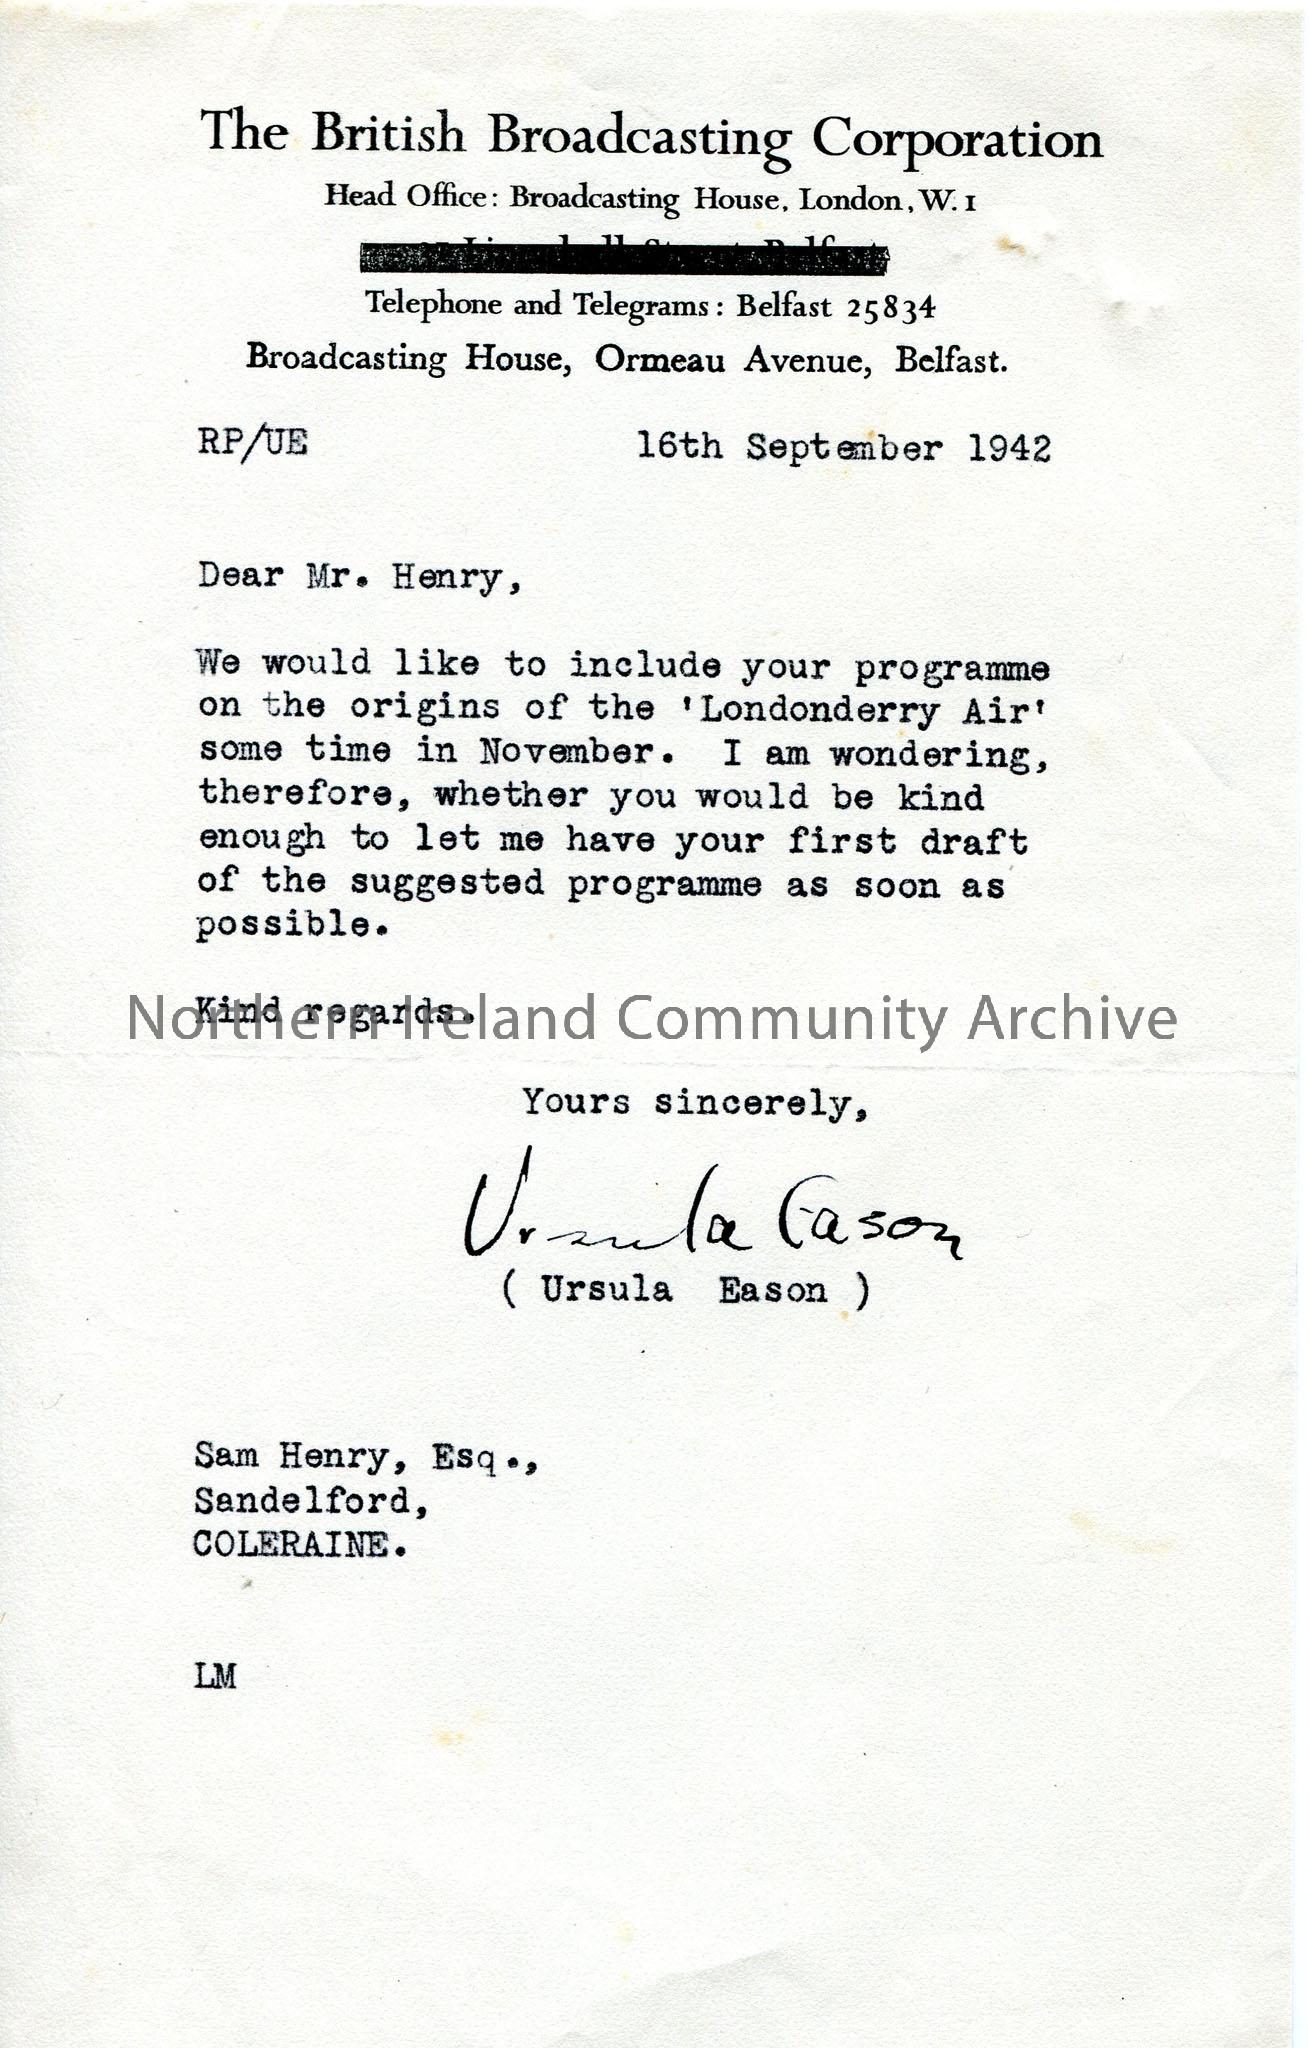 The British Broadcasting Corporation
Head Office: Broadcasting House, London, W. 1
Telephone and Telegrams: Belfast 25834
Broadcasting House, Ormeau Avenue, Belfast.
RP/UE 16th September 1942
Dear Mr. Henry,
We would like to include your programme
on the origins of the 'Londonderry Air'
some time in November. I am wondering,
therefore, whether you would be kind
enough to let me have your first draft
of the suggested programme as soon as
possible.
Kind regards.
Northern Ireland Community Archive
Yours sincerely,
Ursula Eason
( Ursula Eason )
Sam Henry, Esq.,
Sandelford,
COLERAINE.
LM